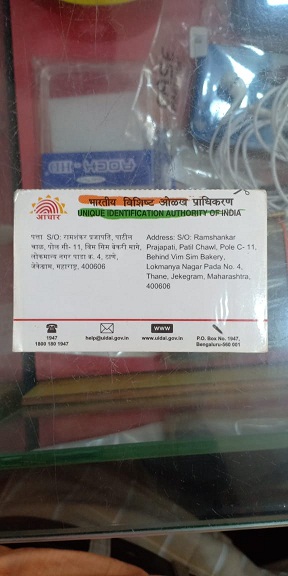 भारतीय विशिष्ट ओळख प्राधिकरण
UNIQUE IDENTIFICATION AUTHORITY OF INDIA
आधार
पत्ता S/O: रामशंकर प्रजापति, पाटील
चाळ, पोल सी- 11, विम सिम बेकरी मागे,
लोकमान्य नगर पाडा क्र. 4, ठाणे,
जेकेग्राम, महाराष्ट्र, 400606
Address: S/O: Ramshankar
Prajapati, Patil Chawl, Pole C- 11,
Behind Vim Sim Bakery,
Lokmanya Nagar Pada No. 4,
Thane, Jekegram, Maharashtra,
400606
1947
1800 180 1947
help@uidai.gov.in
www
www.uidai.gov.in
P.O. Box No. 1947,
Bengaluru-560 001